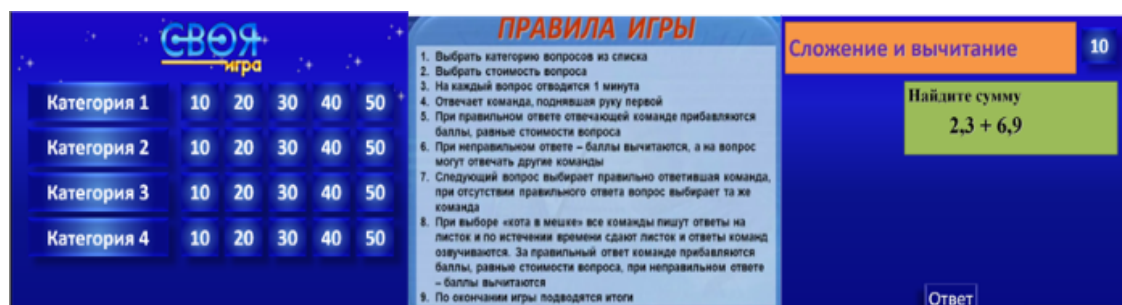 СВОЯ
игра
Категория 1 10 20 30 40 50
Категория 2 10 20 30 40 50
Категория 3 10 20 30 40 50
Категория 4 10 20 30 40 50
ПРАВИЛА ИГРЫ
1. Выбрать категорию вопросов из списка
2. Выбрать стоимость вопроса
3. На каждый вопрос отводится 1 минута
4. Отвечает команда, поднявшая руку первой
5. При правильном ответе отвечающей команде прибавляются
баллы, равные стоимости вопроса
6. При неправильном ответе – баллы вычитаются, а на вопрос
могут отвечать другие команды
7. Следующий вопрос выбирает правильно ответившая команда,
при отсутствии правильного ответа вопрос выбирает та же
команда
8. При выборе «кота в мешке» все команды пишут ответы на
листок и по истечении времени сдают листок и ответы команд
озвучиваются. За правильный ответ команде прибавляются
баллы, равные стоимости вопроса, при неправильном ответе
– баллы вычитаются
9. По окончании игры подводятся итоги
Сложение и вычитание 10
Найдите сумму
2,3 + 6,9
Ответ